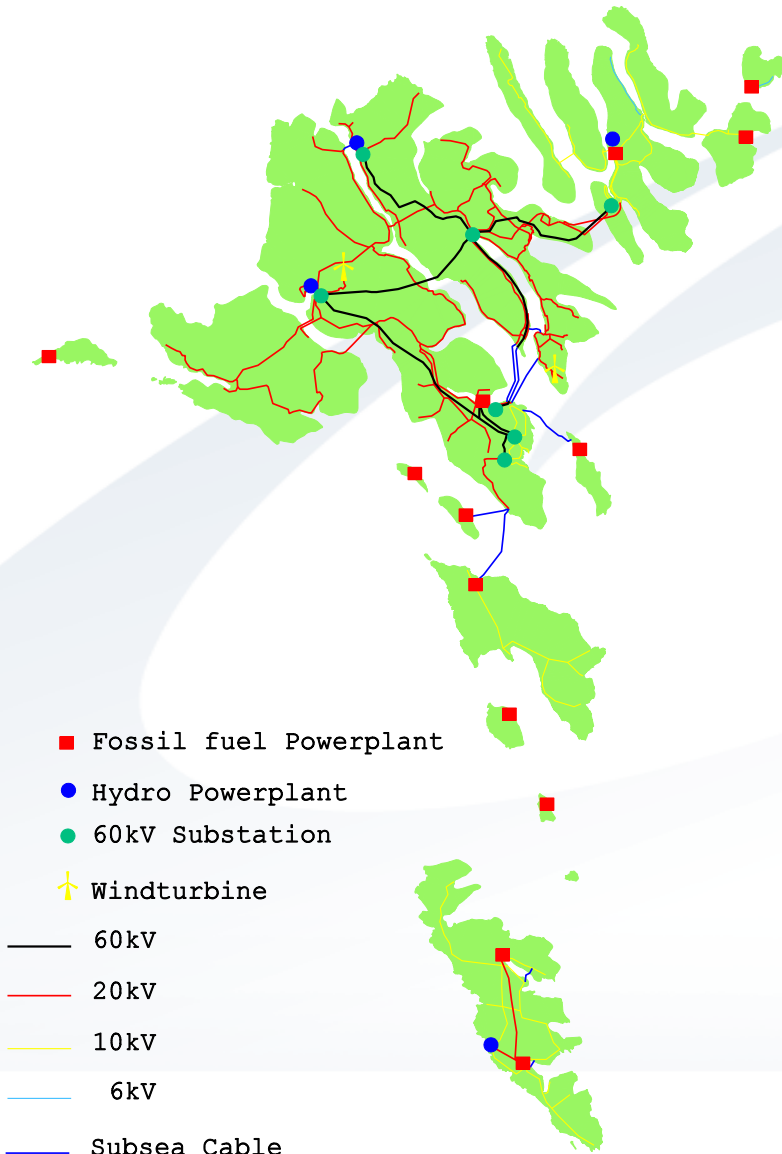 Fossil fuel Powerplant
Hydro Powerplant
60kV Substation
Windturbine
60kV
20kV
10kV
6kV
Subsea Cable